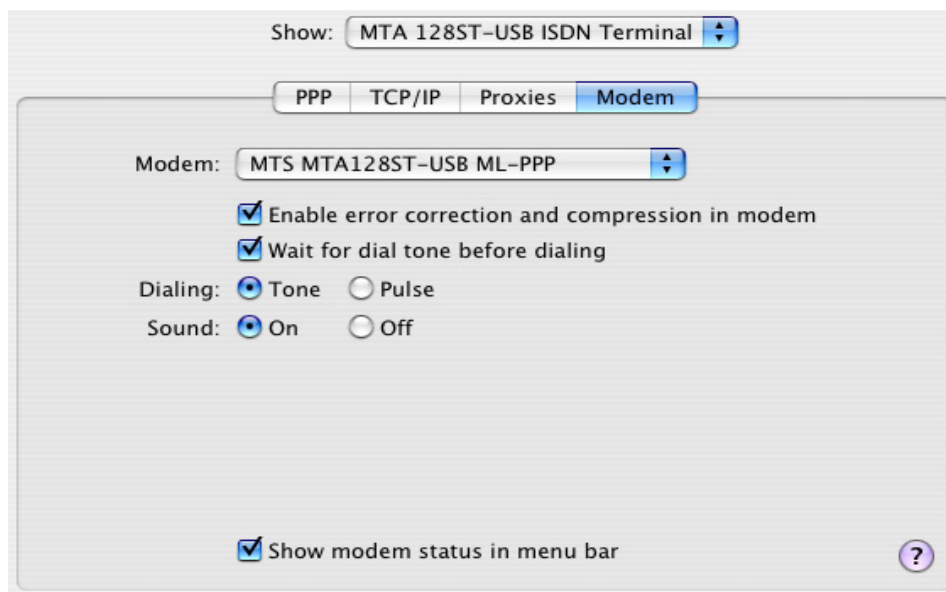 Show: MTA 128ST-USB ISDN Terminal
PPP TCP/IP Proxies Modem
Modem: MTS MTA128ST-USB ML-PPP
Enable error correction and compression in modem
Wait for dial tone before dialing
Dialing: Tone Pulse
Sound: On Off
Show modem status in menu bar
?